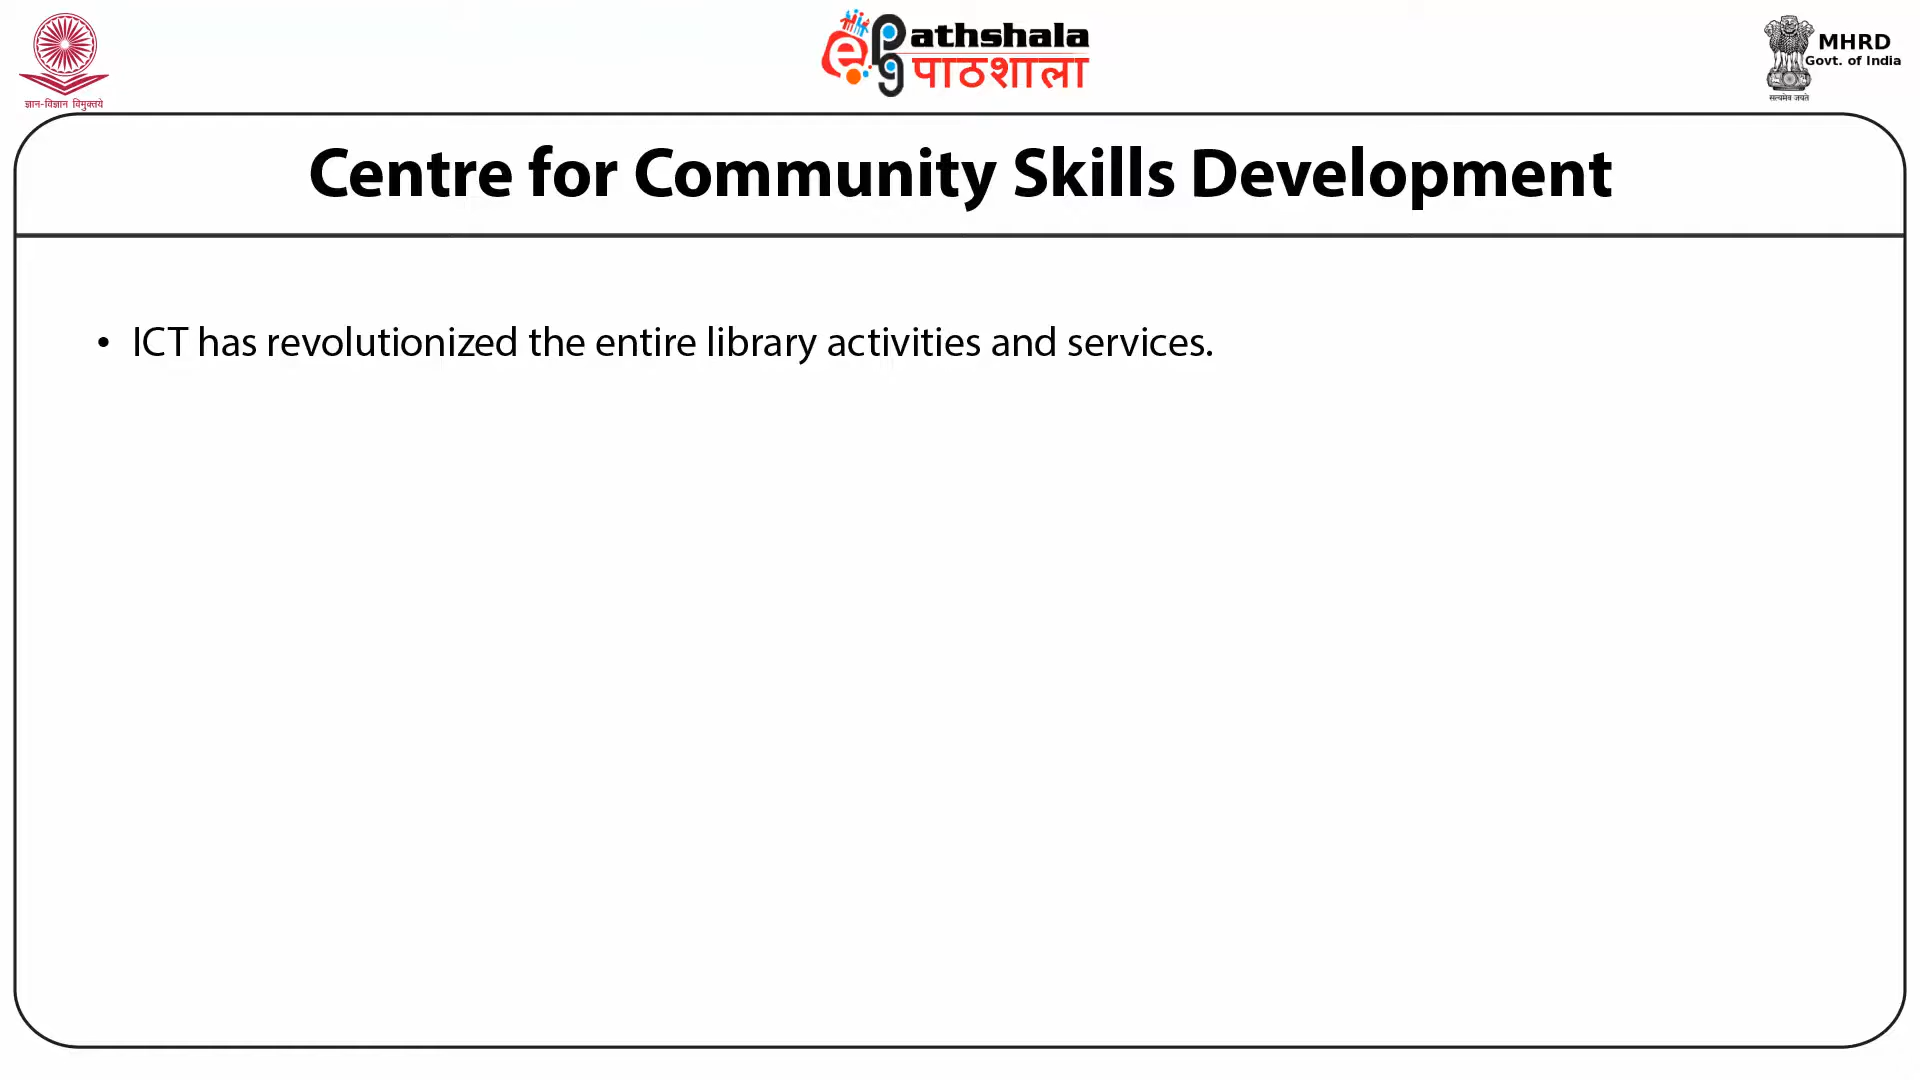 ज्ञान-विज्ञान विमुक्तये
e PG athshala
पाठशाला
MHRD
Govt. of India
सत्यमेव जयते
Centre for Community Skills Development
• ICT has revolutionized the entire library activities and services.